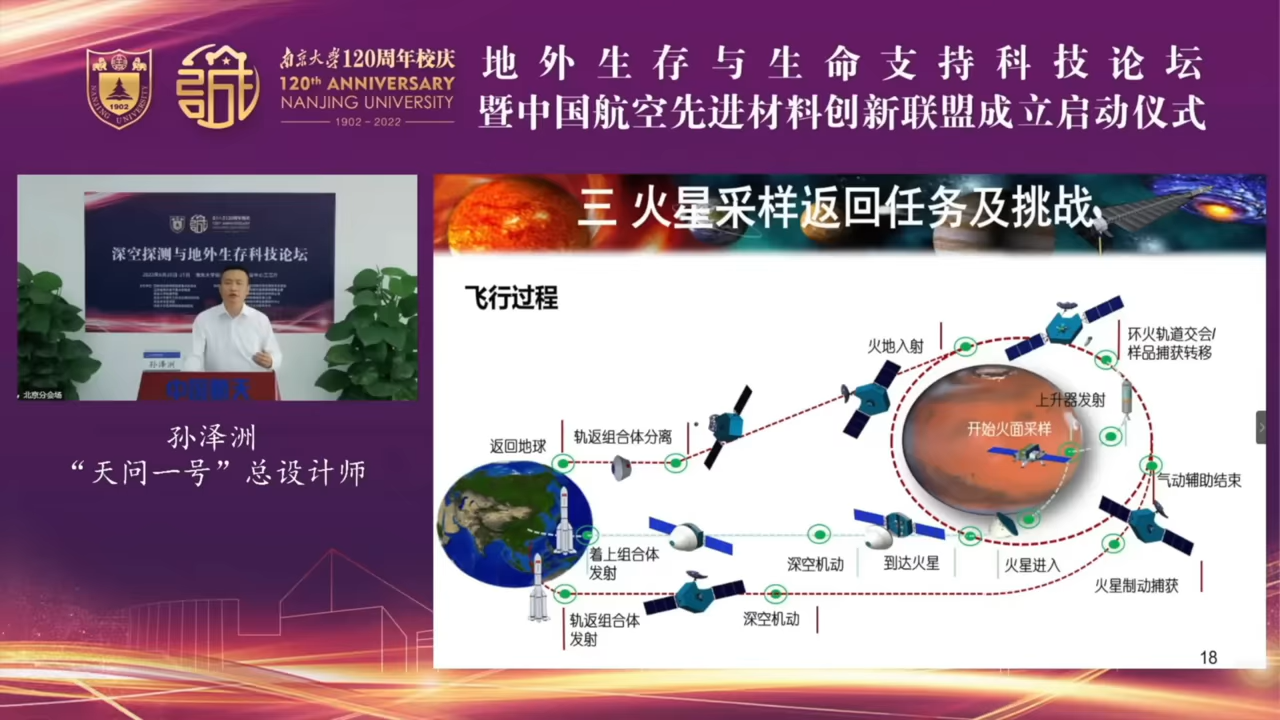 南京大学120周年校庆
120th ANNIVERSARY
NANJING UNIVERSITY
1902-2022
NANJING UNIVERSITY
1902
地外生存与生命支持科技论坛
暨中国航空先进材料创新联盟成立启动仪式
深空探测与地外生存科技论坛
孙泽洲
中国航天
北京分会场
孙泽洲
“天问一号”总设计师
三 火星采样返回任务及挑战
飞行过程
火地入射
环火轨道交会/
样品捕获转移
上升器发射
开始火面采样
返回地球
轨返组合体分离
气动辅助结束
着上组合体
发射
深空机动
到达火星
火星进入
火星制动捕获
轨返组合体
发射
深空机动
18